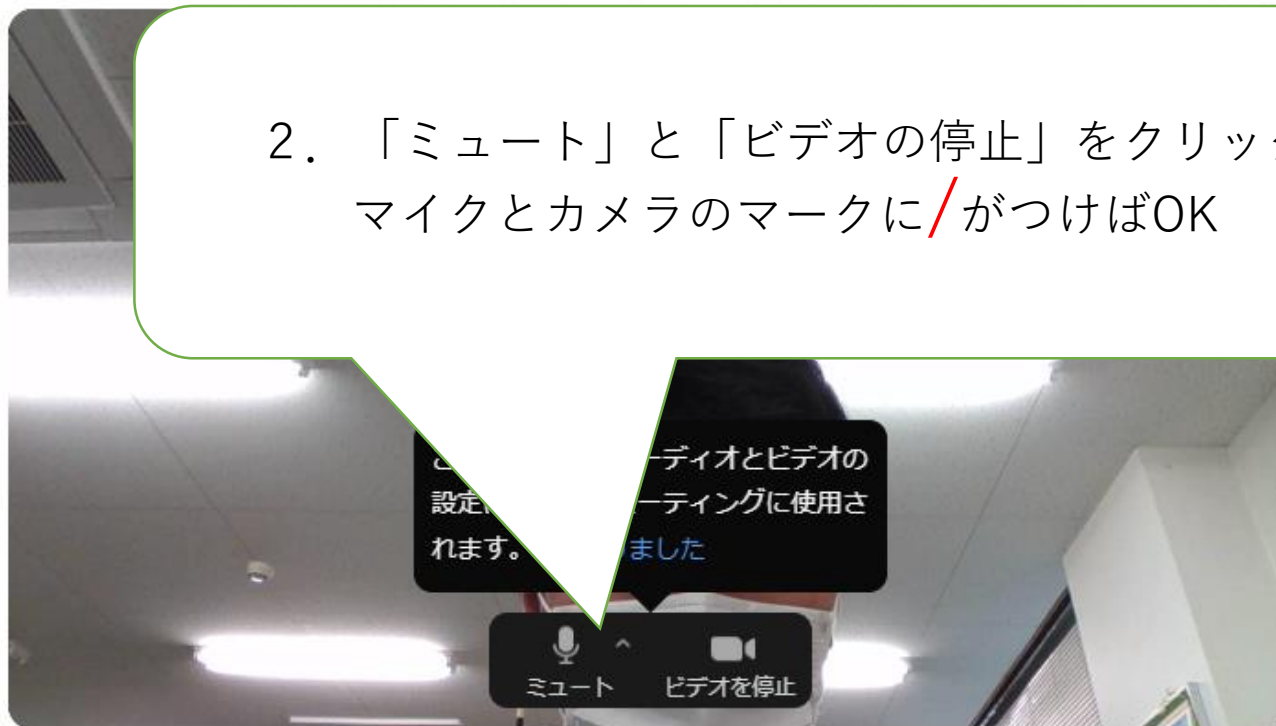 2. 「ミュート」と「ビデオの停止」をクリック
マイクとカメラのマークに/がつけばOK
ーディオとビデオの
設定 ーティングに使用さ
れます。 ました
ミュート ビデオを停止